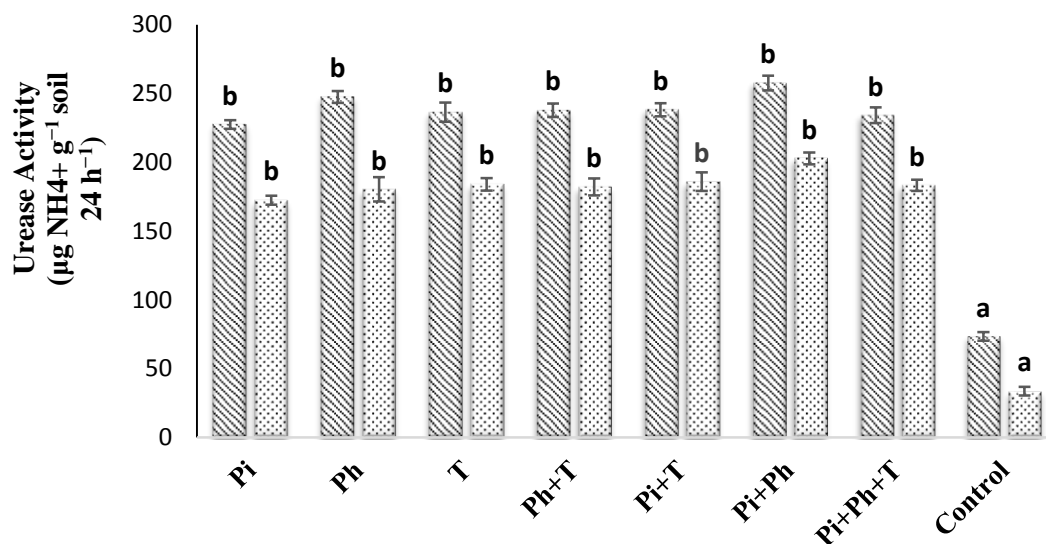 300
250
200
150
100
50
0
Urease Activity
(μg NH4+ g⁻¹ soil
24 h⁻¹)
b
b
b
b
b
b
b
b
b
b
b
b
b
b
a
a
Pi
Ph
T
Ph+T
Pi+T
Pi+Ph
Pi+Ph+T
Control